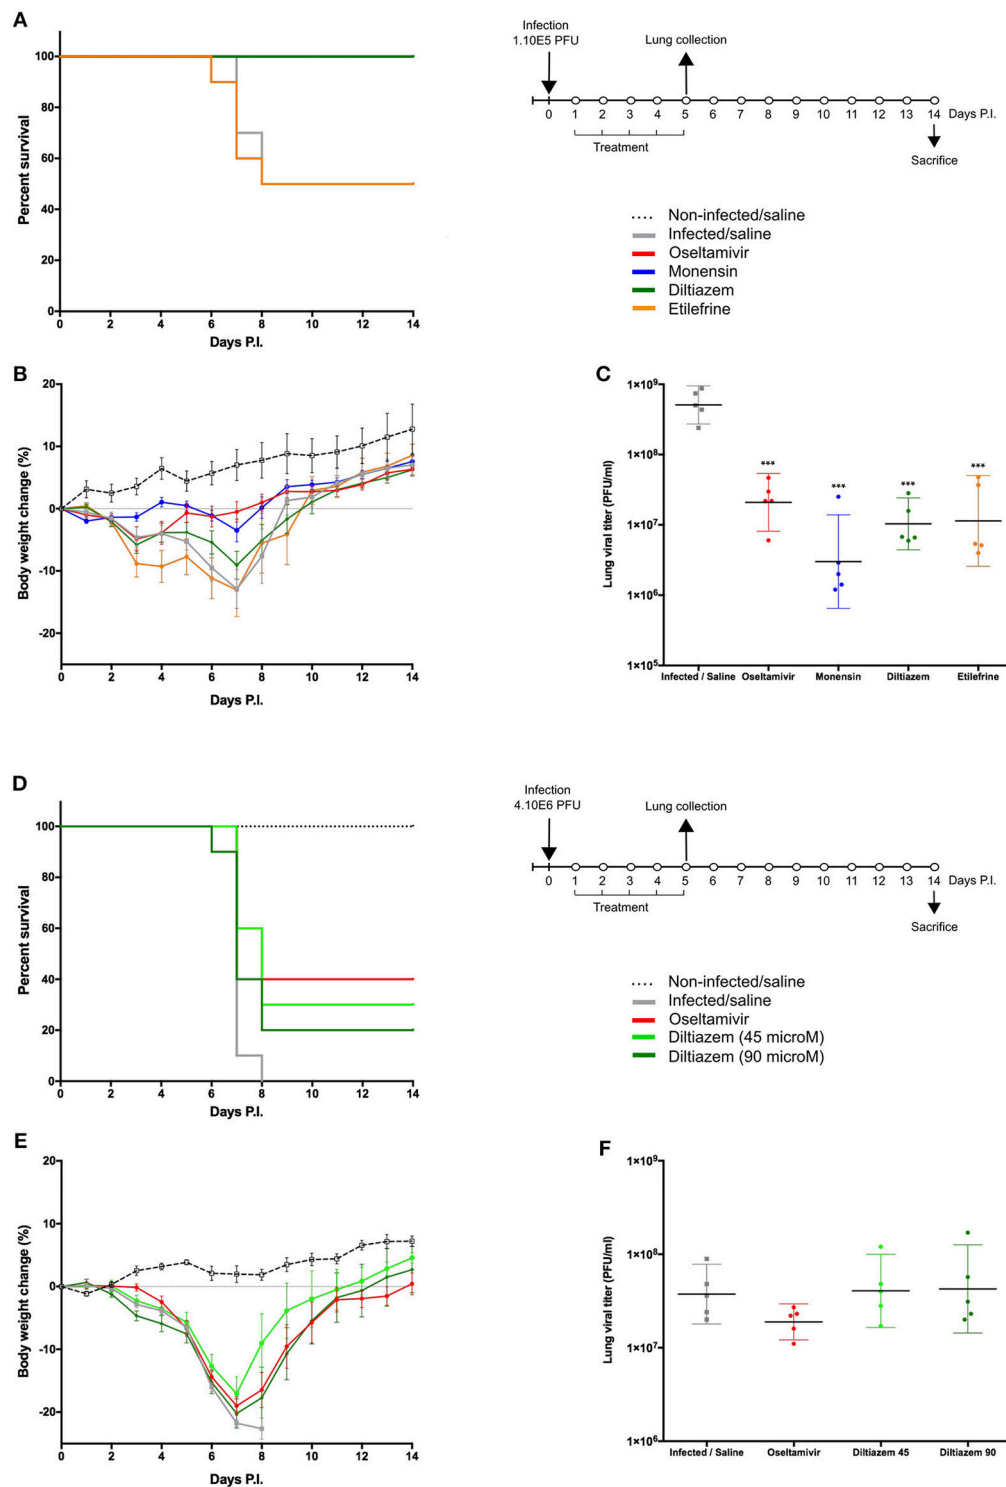 A
Percent survival
100
80
60
40
20
0
0 2 4 6 8 10 12 14
Days P.I.
Infection
1.10E5 PFU
Lung collection
0 1 2 3 4 5 6 7 8 9 10 11 12 13 14 Days P.I.
Treatment
Sacrifice
Non-infected/saline
Infected/saline
Oseltamivir
Monensin
Diltiazem
Etilefrine
B
Body weight change (%)
20
10
0
-10
-20
0 2 4 6 8 10 12 14
Days P.I.
C
Lung viral titer (PFU/ml)
1×10⁹
1×10⁸
1×10⁷
1×10⁶
1×10⁵
***
***
***
***
Infected / Saline Oseltamivir Monensin Diltiazem Etilefrine
D
Percent survival
100
80
60
40
20
0
0 2 4 6 8 10 12 14
Days P.I.
Infection
4.10E6 PFU
Lung collection
0 1 2 3 4 5 6 7 8 9 10 11 12 13 14 Days P.I.
Treatment
Sacrifice
Non-infected/saline
Infected/saline
Oseltamivir
Diltiazem (45 microM)
Diltiazem (90 microM)
E
Body weight change (%)
20
10
0
-10
-20
0 2 4 6 8 10 12 14
Days P.I.
F
Lung viral titer (PFU/ml)
1×10⁹
1×10⁸
1×10⁷
1×10⁶
Infected / Saline Oseltamivir Diltiazem 45 Diltiazem 90